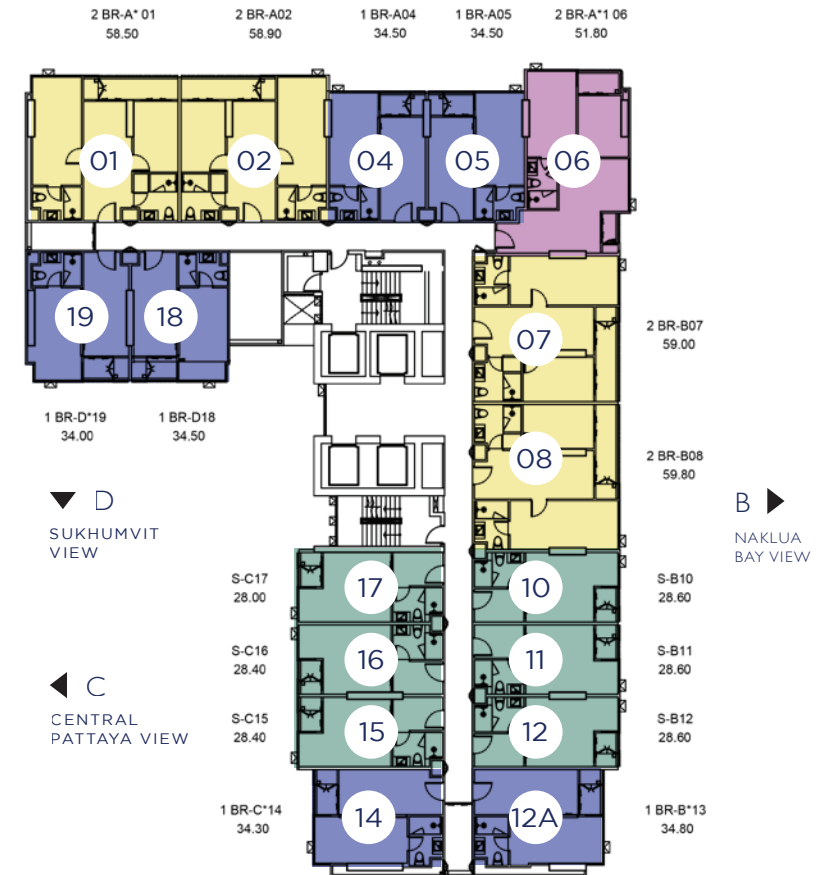 2 BR-A* 01
58.50
2 BR-A02
58.90
1 BR-A04
34.50
1 BR-A05
34.50
2 BR-A*1 06
51.80
01
02
04
05
06
19
18
07
2 BR-B07
59.00
1 BR-D*19
34.00
1 BR-D18
34.50
08
2 BR-B08
59.80
D
SUKHUMVIT
VIEW
B
NAKLUA
BAY VIEW
S-C17
28.00
17
10
S-B10
28.60
S-C16
28.40
16
11
S-B11
28.60
C
CENTRAL
PATTAYA VIEW
S-C15
28.40
15
12
S-B12
28.60
1 BR-C*14
34.30
14
12A
1 BR-B*13
34.80